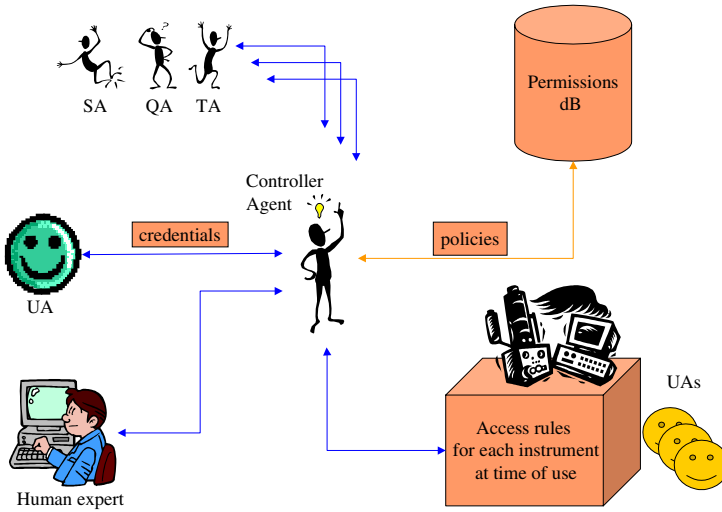 SA
QA
TA
Permissions
dB
Controller
Agent
credentials
policies
UA
UAs
Access rules
for each instrument
at time of use
Human expert